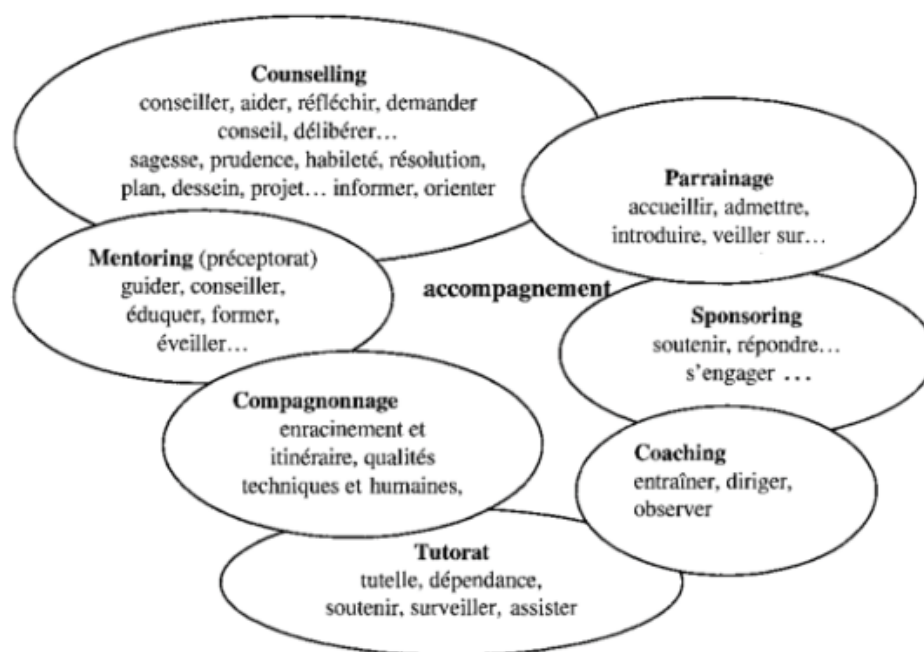 Counselling
conseiller, aider, réfléchir, demander
conseil, délibérer…
sagesse, prudence, habileté, résolution,
plan, dessein, projet… informer, orienter
Parrainage
accueillir, admettre,
introduire, veiller sur…
Mentoring (préceptorat)
guider, conseiller,
éduquer, former,
éveiller…
accompagnement
Sponsoring
soutenir, répondre…
s'engager …
Compagnonnage
enracinement et
itinéraire, qualités
techniques et humaines,
Coaching
entraîner, diriger,
observer
Tutorat
tutelle, dépendance,
soutenir, surveiller, assister